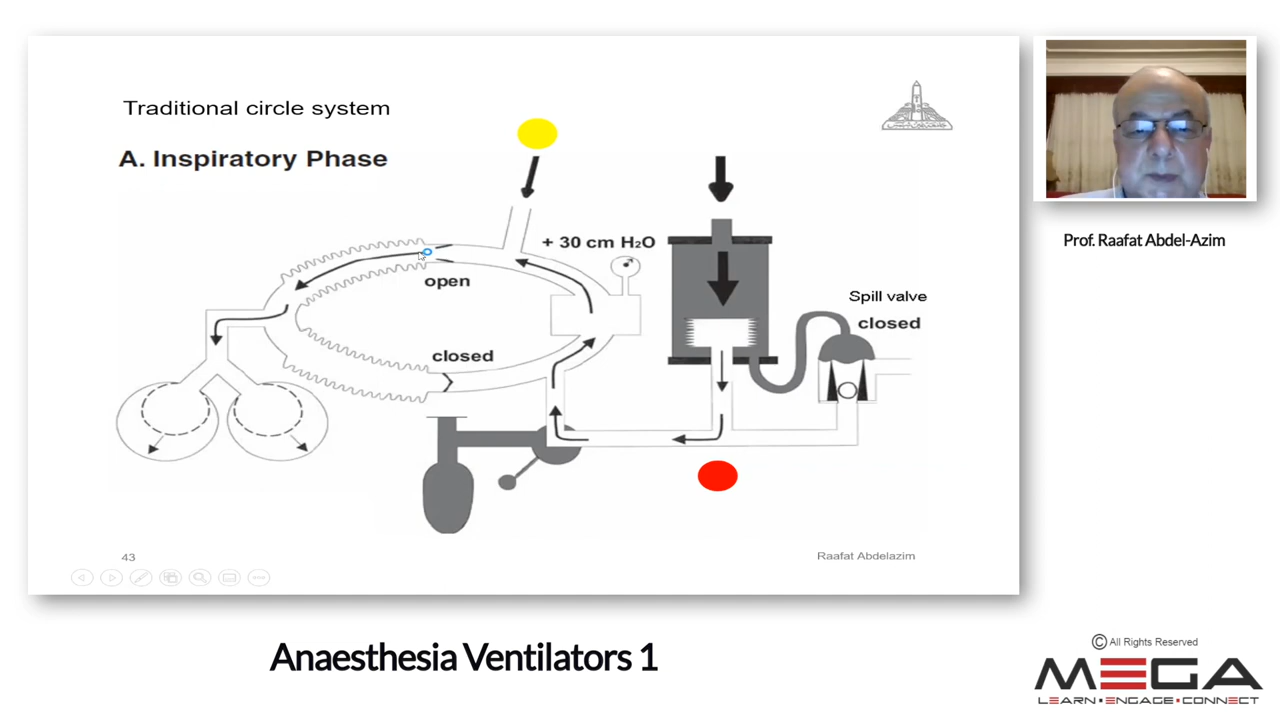 Traditional circle system
A. Inspiratory Phase
+ 30 cm H₂O
open
Spill valve
closed
closed
43
Raafat Abdelazim
Prof. Raafat Abdel-Azim
Anaesthesia Ventilators 1
© All Rights Reserved
MEGA
LEARN•ENGAGE•CONNECT